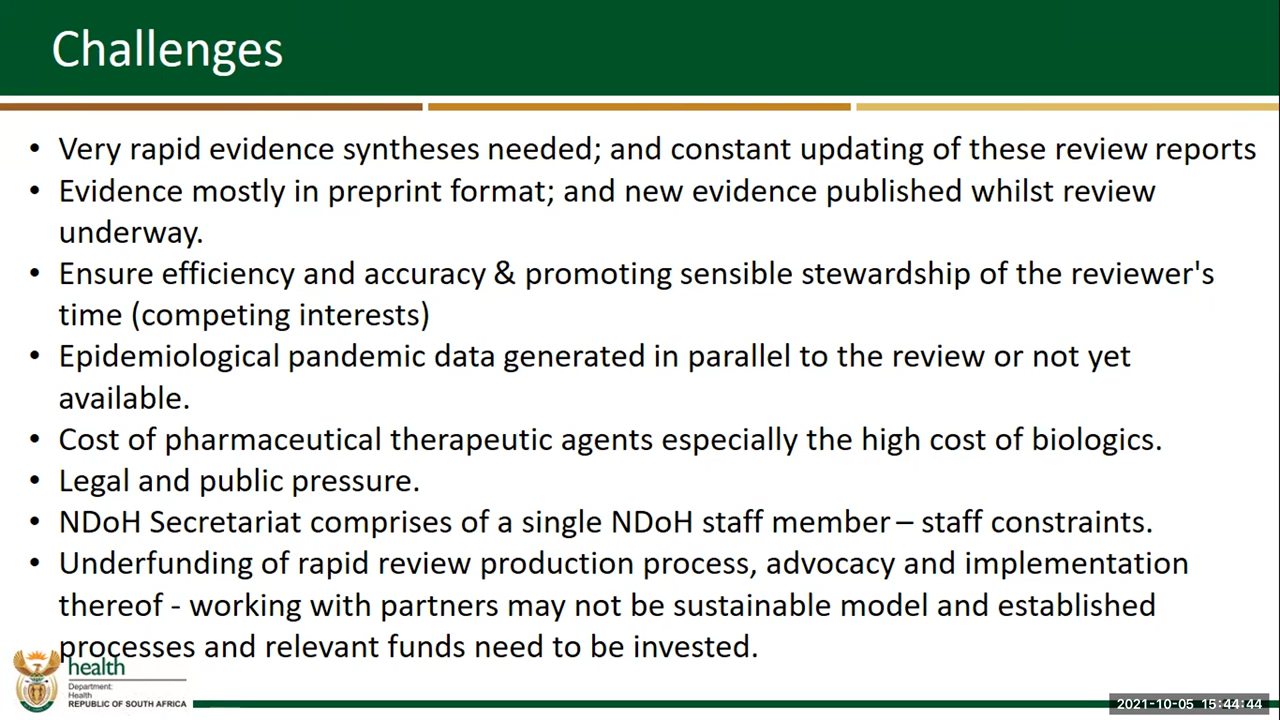 Challenges
• Very rapid evidence syntheses needed; and constant updating of these review reports
• Evidence mostly in preprint format; and new evidence published whilst review
underway.
• Ensure efficiency and accuracy & promoting sensible stewardship of the reviewer's
time (competing interests)
• Epidemiological pandemic data generated in parallel to the review or not yet
available.
• Cost of pharmaceutical therapeutic agents especially the high cost of biologics.
• Legal and public pressure.
• NDoH Secretariat comprises of a single NDoH staff member – staff constraints.
• Underfunding of rapid review production process, advocacy and implementation
thereof - working with partners may not be sustainable model and established
processes and relevant funds need to be invested.
health
Department:
Health
REPUBLIC OF SOUTH AFRICA
2021-10-05 15:44:44